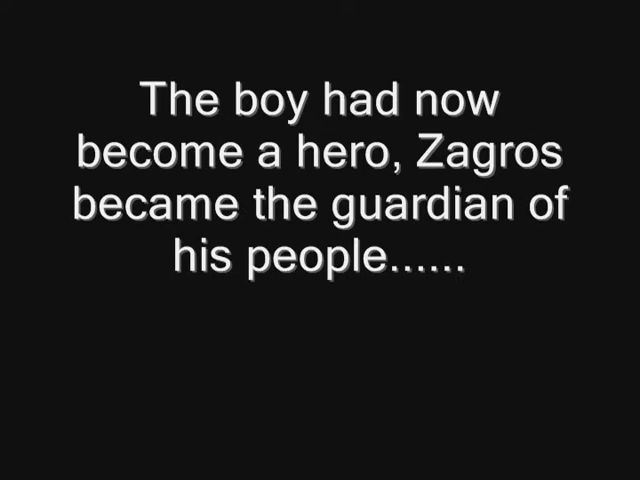 The boy had now
become a hero, Zagros
became the guardian of
his people......